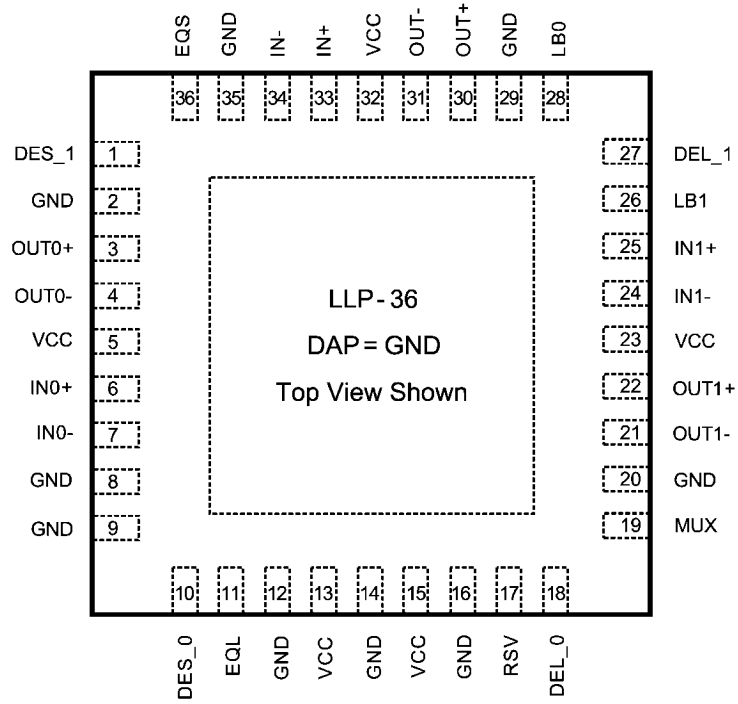 EQS GND IN- IN+ VCC OUT- OUT+ GND LB0
36 35 34 33 32 31 30 29 28
DES_1 1
GND 2
OUT0+ 3
OUT0- 4
VCC 5
IN0+ 6
IN0- 7
GND 8
GND 9
LLP-36
DAP = GND
Top View Shown
27 DEL_1
26 LB1
25 IN1+
24 IN1-
23 VCC
22 OUT1+
21 OUT1-
20 GND
19 MUX
10 11 12 13 14 15 16 17 18
DES_0 EQL GND VCC GND VCC GND RSV DEL_0